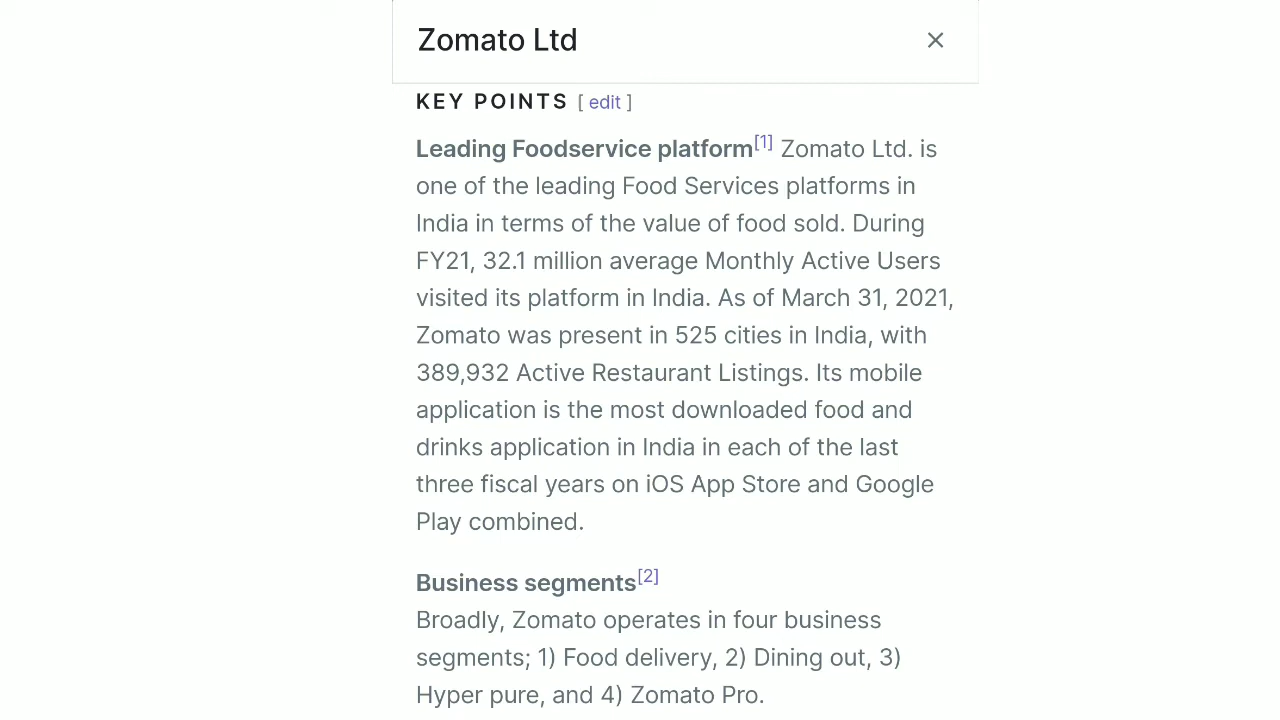 Zomato Ltd ×
KEY POINTS [ edit ]
Leading Foodservice platform[1] Zomato Ltd. is
one of the leading Food Services platforms in
India in terms of the value of food sold. During
FY21, 32.1 million average Monthly Active Users
visited its platform in India. As of March 31, 2021,
Zomato was present in 525 cities in India, with
389,932 Active Restaurant Listings. Its mobile
application is the most downloaded food and
drinks application in India in each of the last
three fiscal years on iOS App Store and Google
Play combined.
Business segments[2]
Broadly, Zomato operates in four business
segments; 1) Food delivery, 2) Dining out, 3)
Hyper pure, and 4) Zomato Pro.